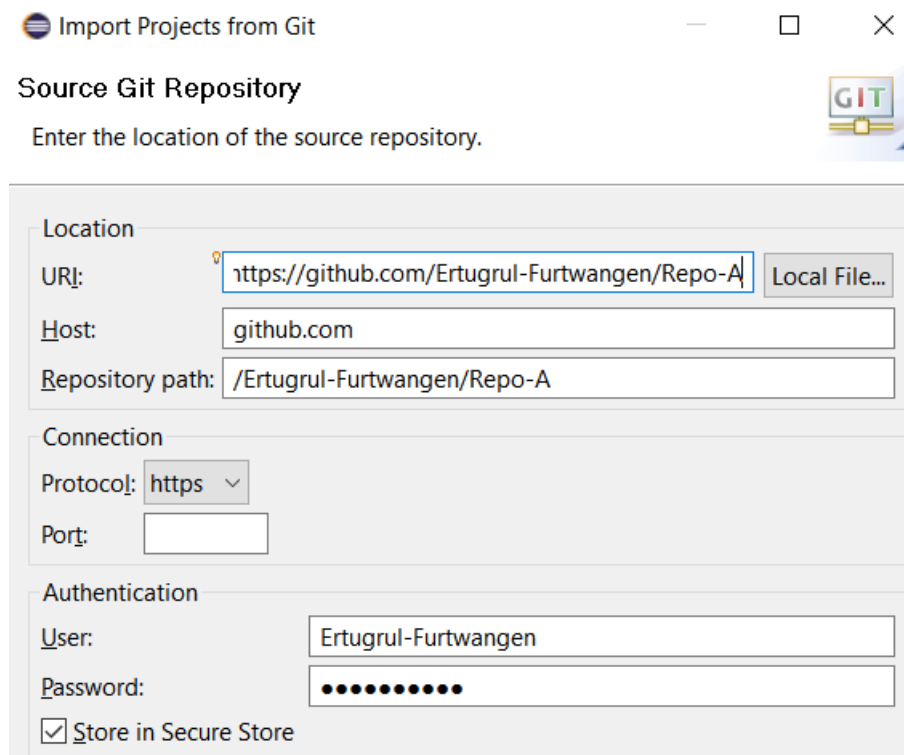 Import Projects from Git
Source Git Repository
GIT
Enter the location of the source repository.
Location
URI: https://github.com/Ertugrul-Furtwangen/Repo-A Local File...
Host: github.com
Repository path: /Ertugrul-Furtwangen/Repo-A
Connection
Protocol: https
Port:
Authentication
User: Ertugrul-Furtwangen
Password: ●●●●●●●●●●
Store in Secure Store